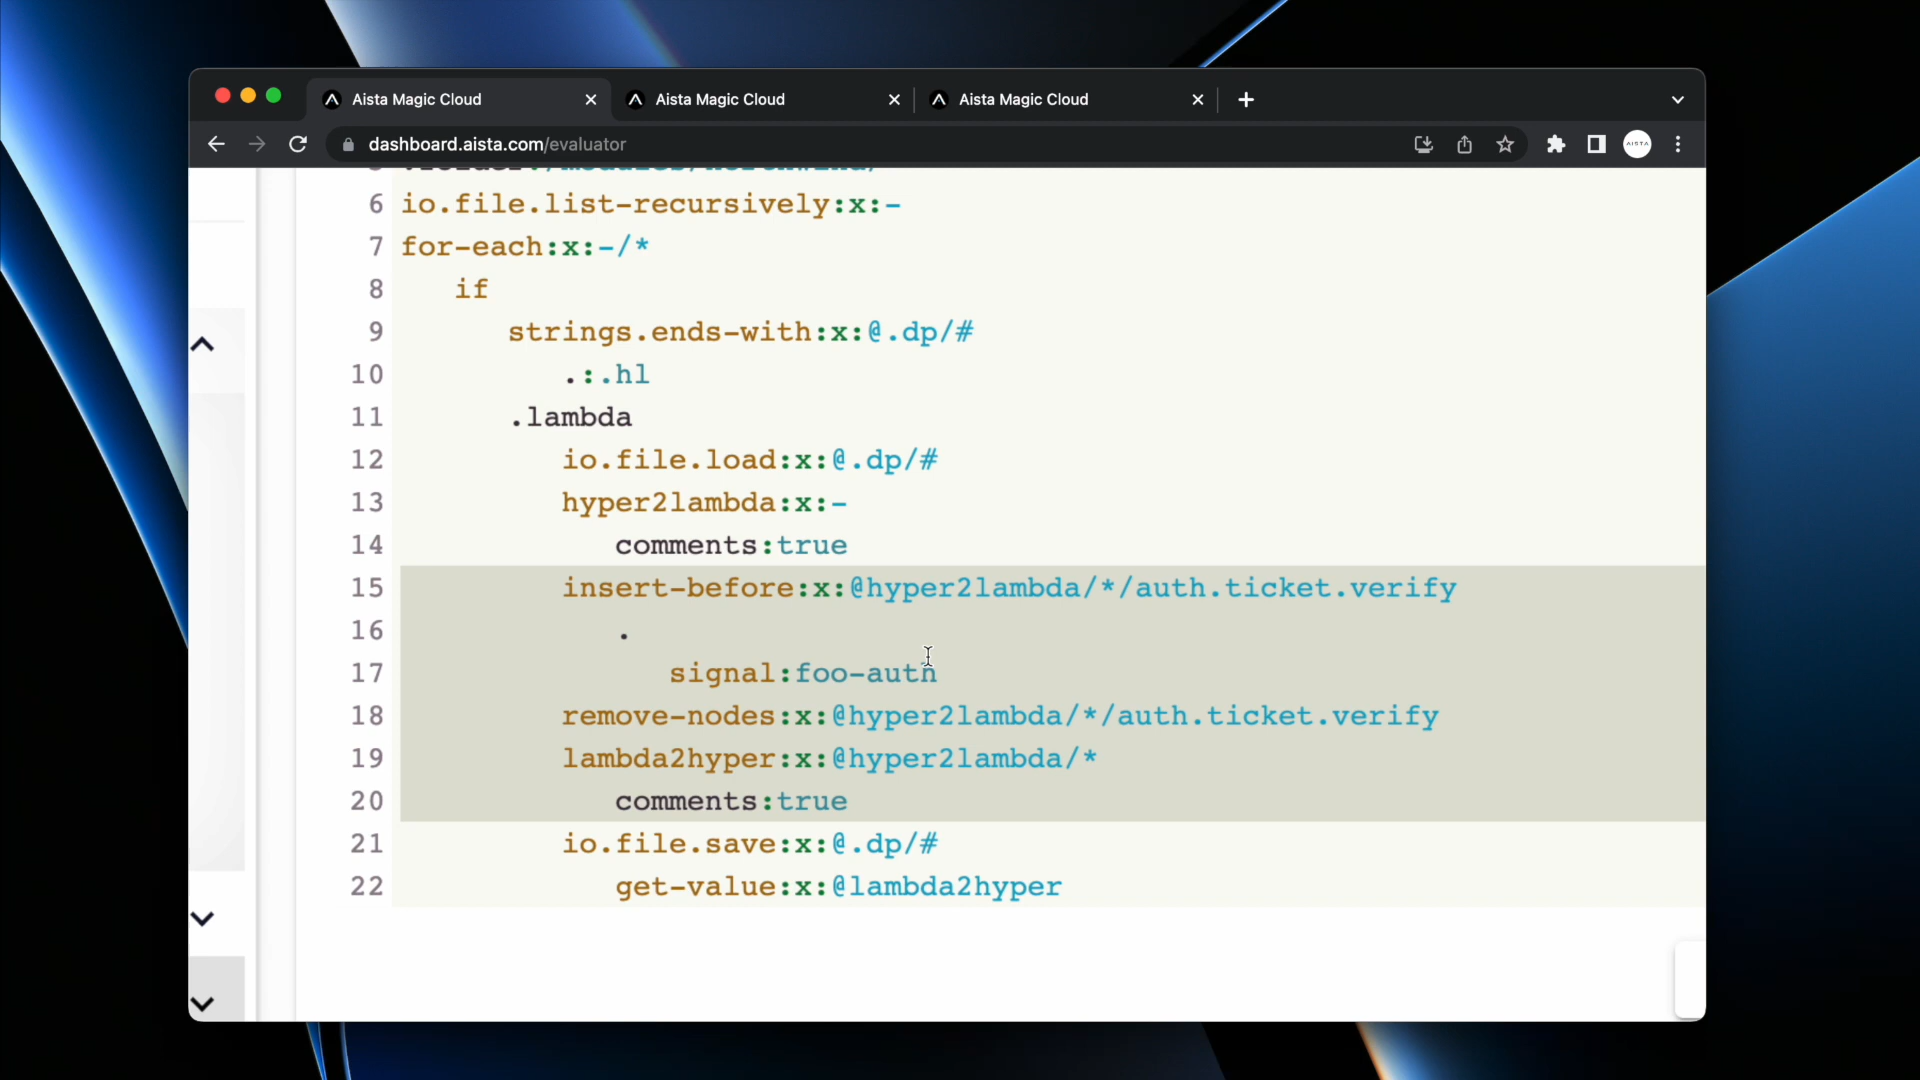 Aista Magic Cloud
Aista Magic Cloud
Aista Magic Cloud
dashboard.aista.com/evaluator
AISTA
6 io.file.list-recursively:x:-
7 for-each:x:-/*
8 if
9 strings.ends-with:x:@.dp/#
10 .:.hl
11 .lambda
12 io.file.load:x:@.dp/#
13 hyper2lambda:x:-
14 comments:true
15 insert-before:x:@hyper2lambda/*/auth.ticket.verify
16 .
17 signal:foo-auth
18 remove-nodes:x:@hyper2lambda/*/auth.ticket.verify
19 lambda2hyper:x:@hyper2lambda/*
20 comments:true
21 io.file.save:x:@.dp/#
22 get-value:x:@lambda2hyper